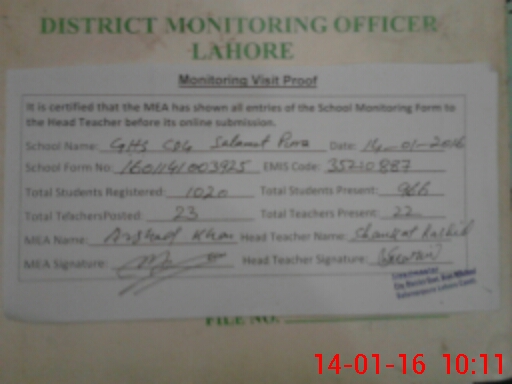 DISTRICT MONITORING OFFICER
LAHORE
Monitoring Visit Proof
It is certified that the MEA has shown all entries of the School Monitoring Form to
the Head Teacher before its online submission.
School Name: GHS CDG Salamat Pura Date: 14-01-2016
School Form No: 1601141003925 EMIS Code: 35210887
Total Students Registered: 1020 Total Students Present: 966
Total TeachersPosted: 23 Total Teachers Present: 22
MEA Name: Arshad Khan Head Teacher Name: Shaukat Rashid
MEA Signature: Head Teacher Signature:
FILE NO.
14-01-16 10:11